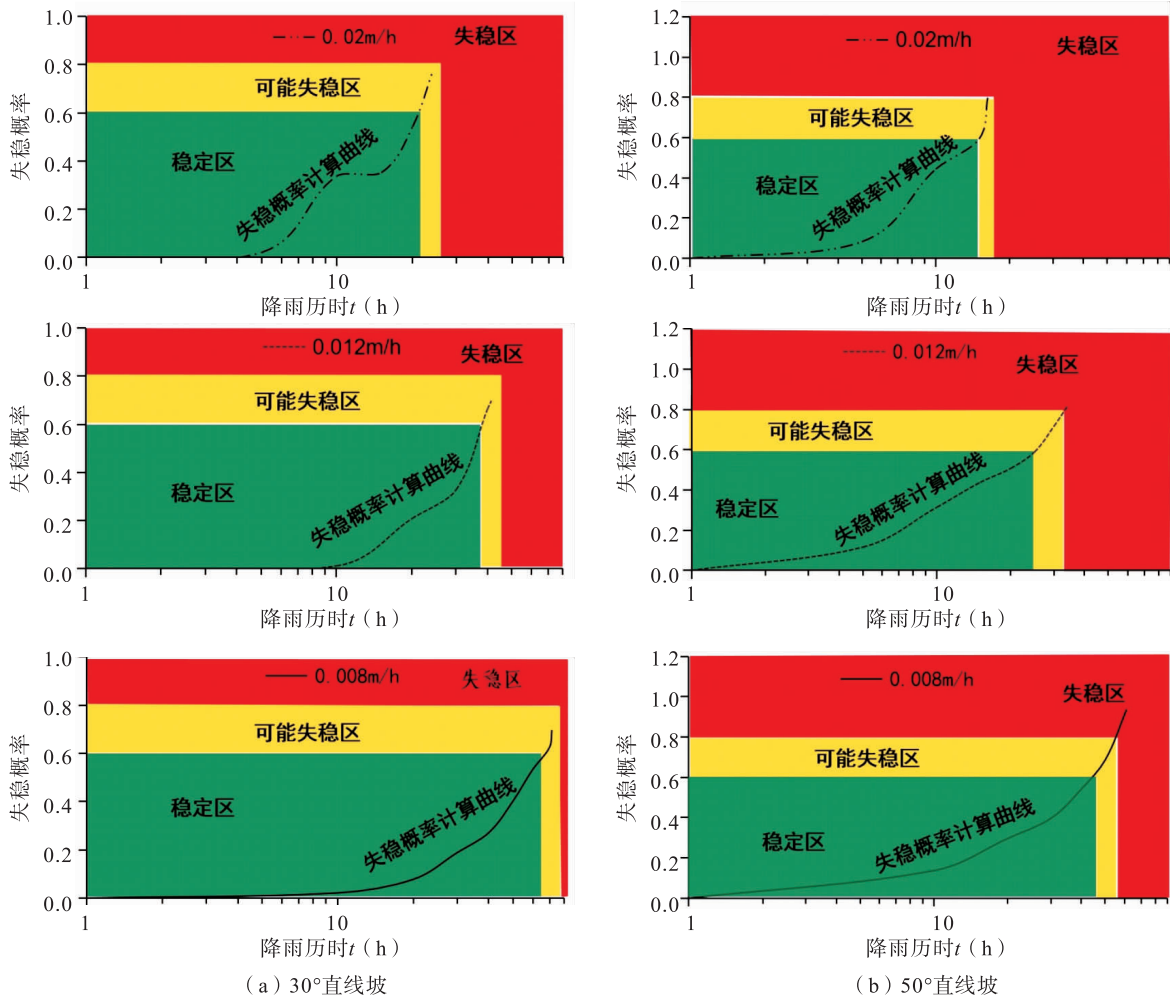 1.0
0.02m/h
失稳区
0.8
可能失稳区
0.6
失稳概率
稳定区
失稳概率计算曲线
0.4
0.2
0.0
1
10
降雨历时t（h）
1.2
0.02m/h
失稳区
1.0
0.8
可能失稳区
0.6
失稳概率
稳定区
失稳概率计算曲线
0.4
0.2
0.0
1
10
降雨历时t（h）
1.0
0.012m/h
失稳区
0.8
可能失稳区
0.6
失稳概率
稳定区
失稳概率计算曲线
0.4
0.2
0.0
1
10
降雨历时t（h）
1.2
0.012m/h
失稳区
1.0
0.8
可能失稳区
0.6
失稳概率
稳定区
失稳概率计算曲线
0.4
0.2
0.0
1
10
降雨历时t（h）
1.0
0.008m/h
失稳区
0.8
可能失稳区
0.6
失稳概率
稳定区
失稳概率计算曲线
0.4
0.2
0.0
1
10
降雨历时t（h）
（a）30°直线坡
1.2
0.008m/h
失稳区
1.0
0.8
可能失稳区
0.6
失稳概率
稳定区
失稳概率计算曲线
0.4
0.2
0.0
1
10
降雨历时t（h）
（b）50°直线坡